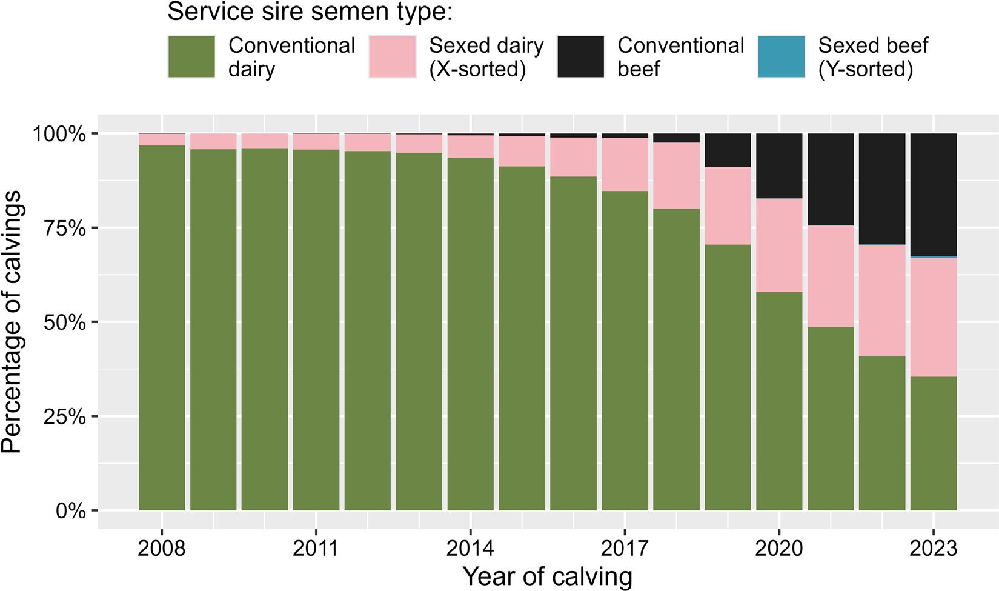 Service sire semen type:
Conventional dairy
Sexed dairy (X-sorted)
Conventional beef
Sexed beef (Y-sorted)
Percentage of calvings
100%
75%
50%
25%
0%
2008 2011 2014 2017 2020 2023
Year of calving